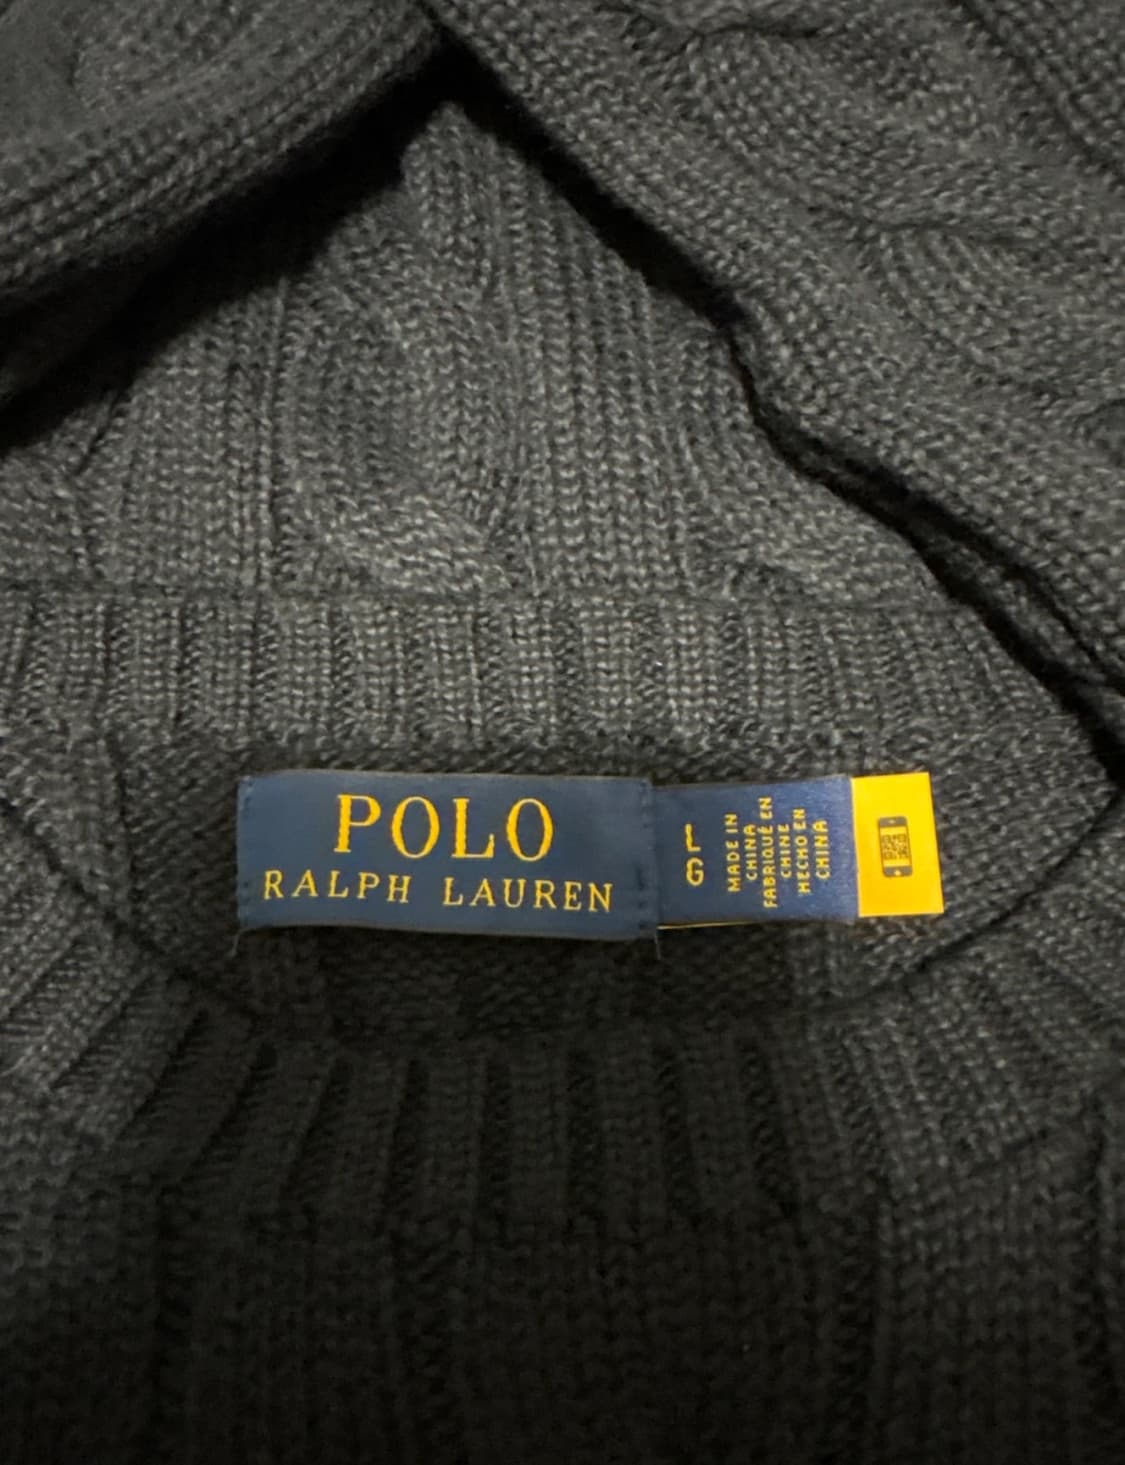 POLO
RALPH LAUREN
L
G
MADE IN
CHINA
FABRIQUÉ EN
CHINE
HECHO EN
CHINA